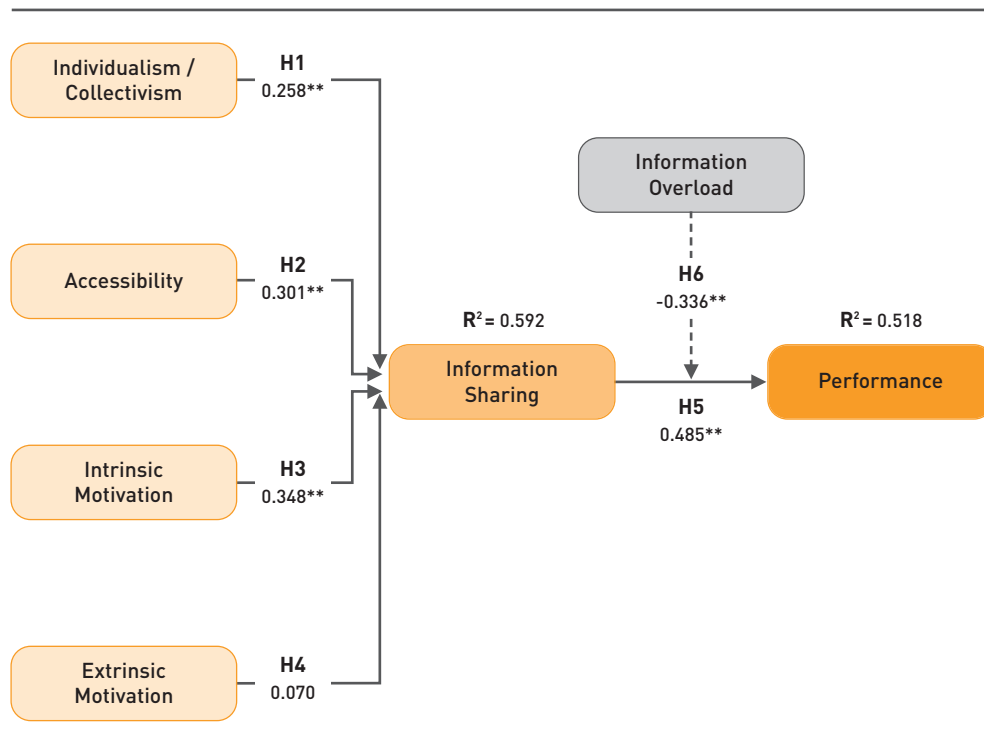 Individualism /
Collectivism
H1
0.258**
Information
Overload
Accessibility
H2
0.301**
H6
-0.336**
R² = 0.592
R² = 0.518
Information
Sharing
Performance
H5
0.485**
Intrinsic
Motivation
H3
0.348**
Extrinsic
Motivation
H4
0.070